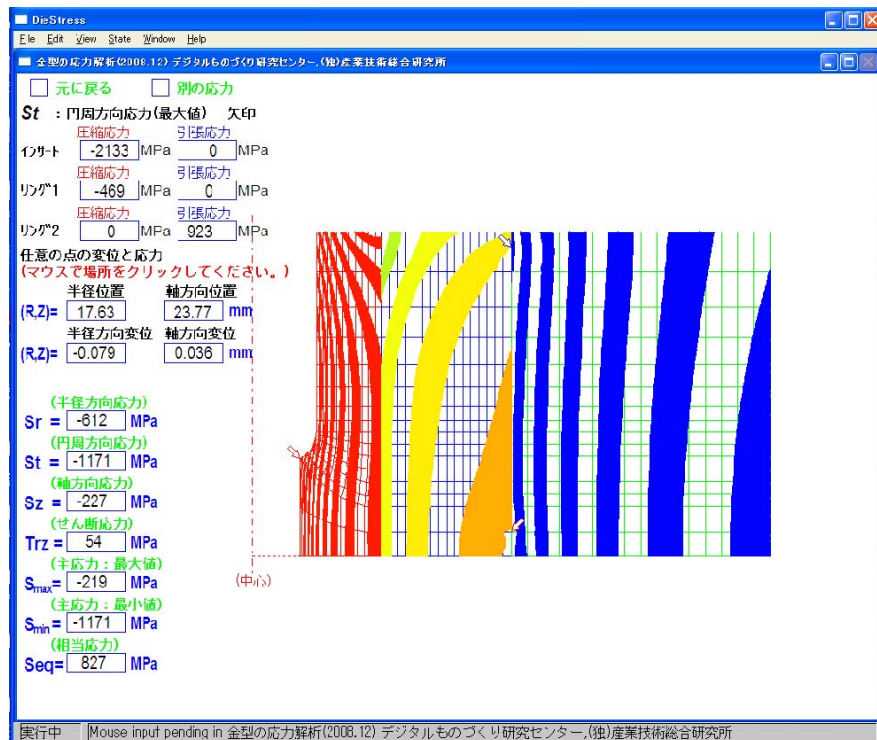 DieStress
File Edit View State Window Help
金型の応力解析(2008.12) デジタルものづくり研究センター,(独)産業技術総合研究所
元に戻る 別の応力
St :円周方向応力(最大値) 矢印
圧縮応力 引張応力
インサート -2133 MPa 0 MPa
圧縮応力 引張応力
リング1 -469 MPa 0 MPa
圧縮応力 引張応力
リング2 0 MPa 923 MPa
任意の点の変位と応力
(マウスで場所をクリックしてください。)
半径位置 軸方向位置
(R,Z)= 17.63 23.77 mm
半径方向変位 軸方向変位
(R,Z)= -0.079 0.036 mm
(半径方向応力)
Sr = -612 MPa
(円周方向応力)
St = -1171 MPa
(軸方向応力)
Sz = -227 MPa
(せん断応力)
Trz = 54 MPa
(主応力:最大値)
Smax= -219 MPa
(主応力:最小値)
Smin= -1171 MPa
(相当応力)
Seq= 827 MPa
(中心)
実行中 Mouse input pending in 金型の応力解析(2008.12) デジタルものづくり研究センター,(独)産業技術総合研究所